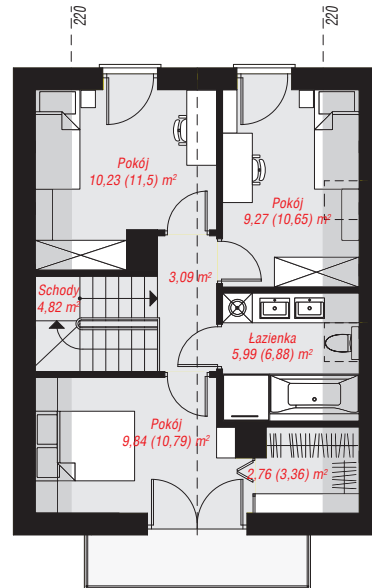 220
220
Pokój
10,23 (11,5) m²
Pokój
9,27 (10,65) m²
3,09 m²
Schody
4,82 m²
Łazienka
5,99 (6,88) m²
Pokój
9,84 (10,79) m²
2,76 (3,36) m²